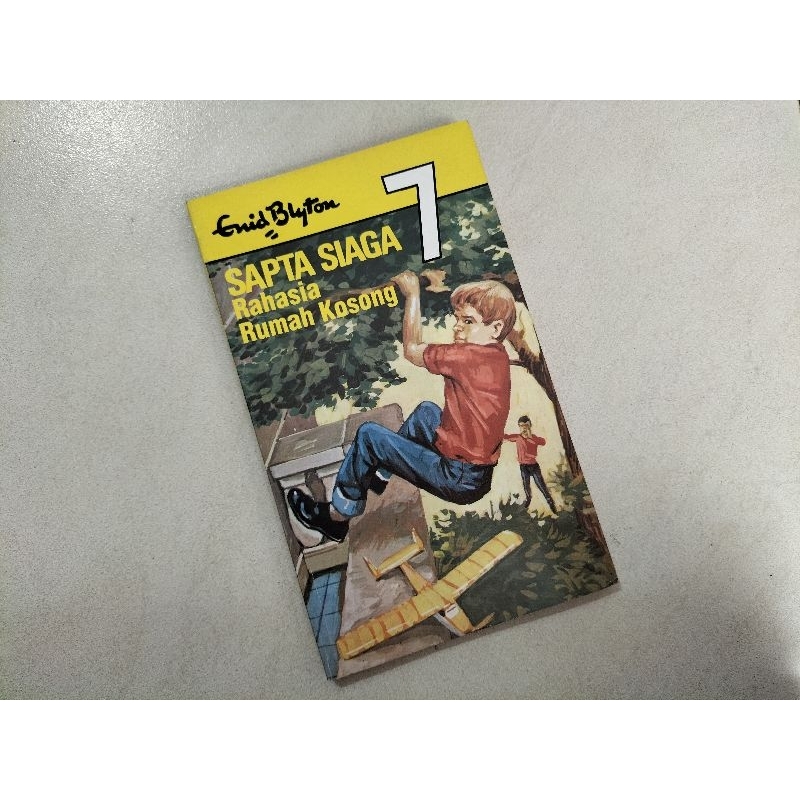 Enid Blyton
7
SAPTA SIAGA
Rahasia
Rumah Kosong